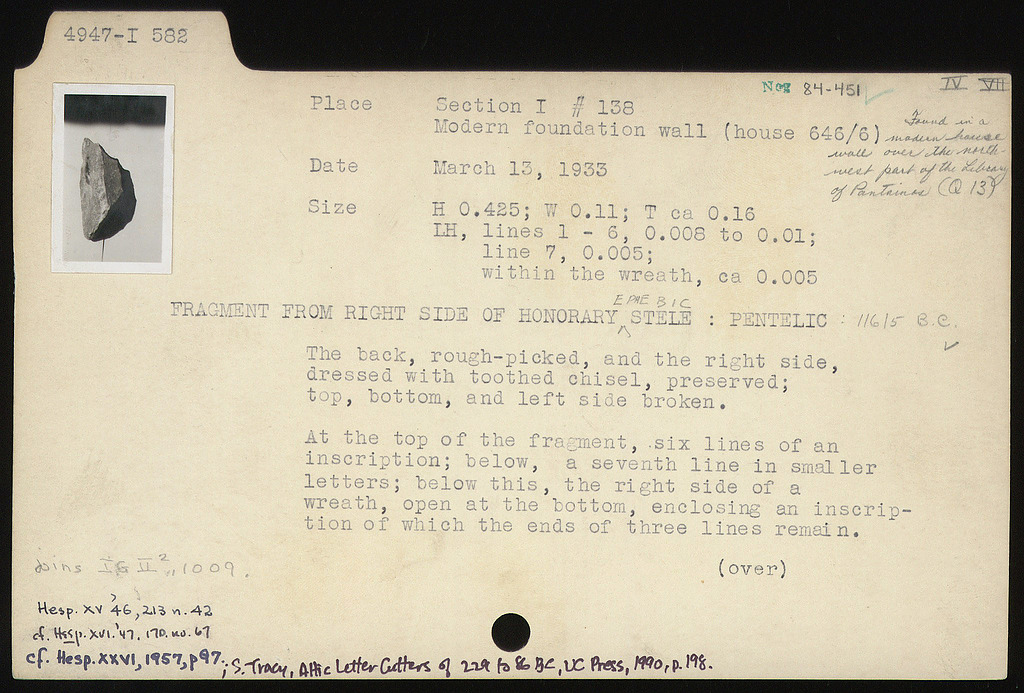 4947-I 582
Neg 84-451 ✓
IV VII
Place Section I # 138
Modern foundation wall (house 646/6)
Found in a
modern house
wall over the north-
west part of the Library
of Pantainos (Q 13)
Date March 13, 1933
Size H 0.425; W 0.11; T ca 0.16
LH, lines 1 - 6, 0.008 to 0.01;
line 7, 0.005;
within the wreath, ca 0.005
EPHEBIC
FRAGMENT FROM RIGHT SIDE OF HONORARY STELE : PENTELIC : 116/5 B.C.
✓
The back, rough-picked, and the right side,
dressed with toothed chisel, preserved;
top, bottom, and left side broken.
At the top of the fragment, six lines of an
inscription; below, a seventh line in smaller
letters; below this, the right side of a
wreath, open at the bottom, enclosing an inscrip-
tion of which the ends of three lines remain.
(over)
joins IG II², 1009.
Hesp. XV '46, 213 n. 42
cf. Hesp. XVI. '47. 170. no. 67
cf. Hesp. XXVI, 1957, p 97.; S. Tracy, Attic Letter Cutters of 229 to 86 BC, UC Press, 1990, p. 198.